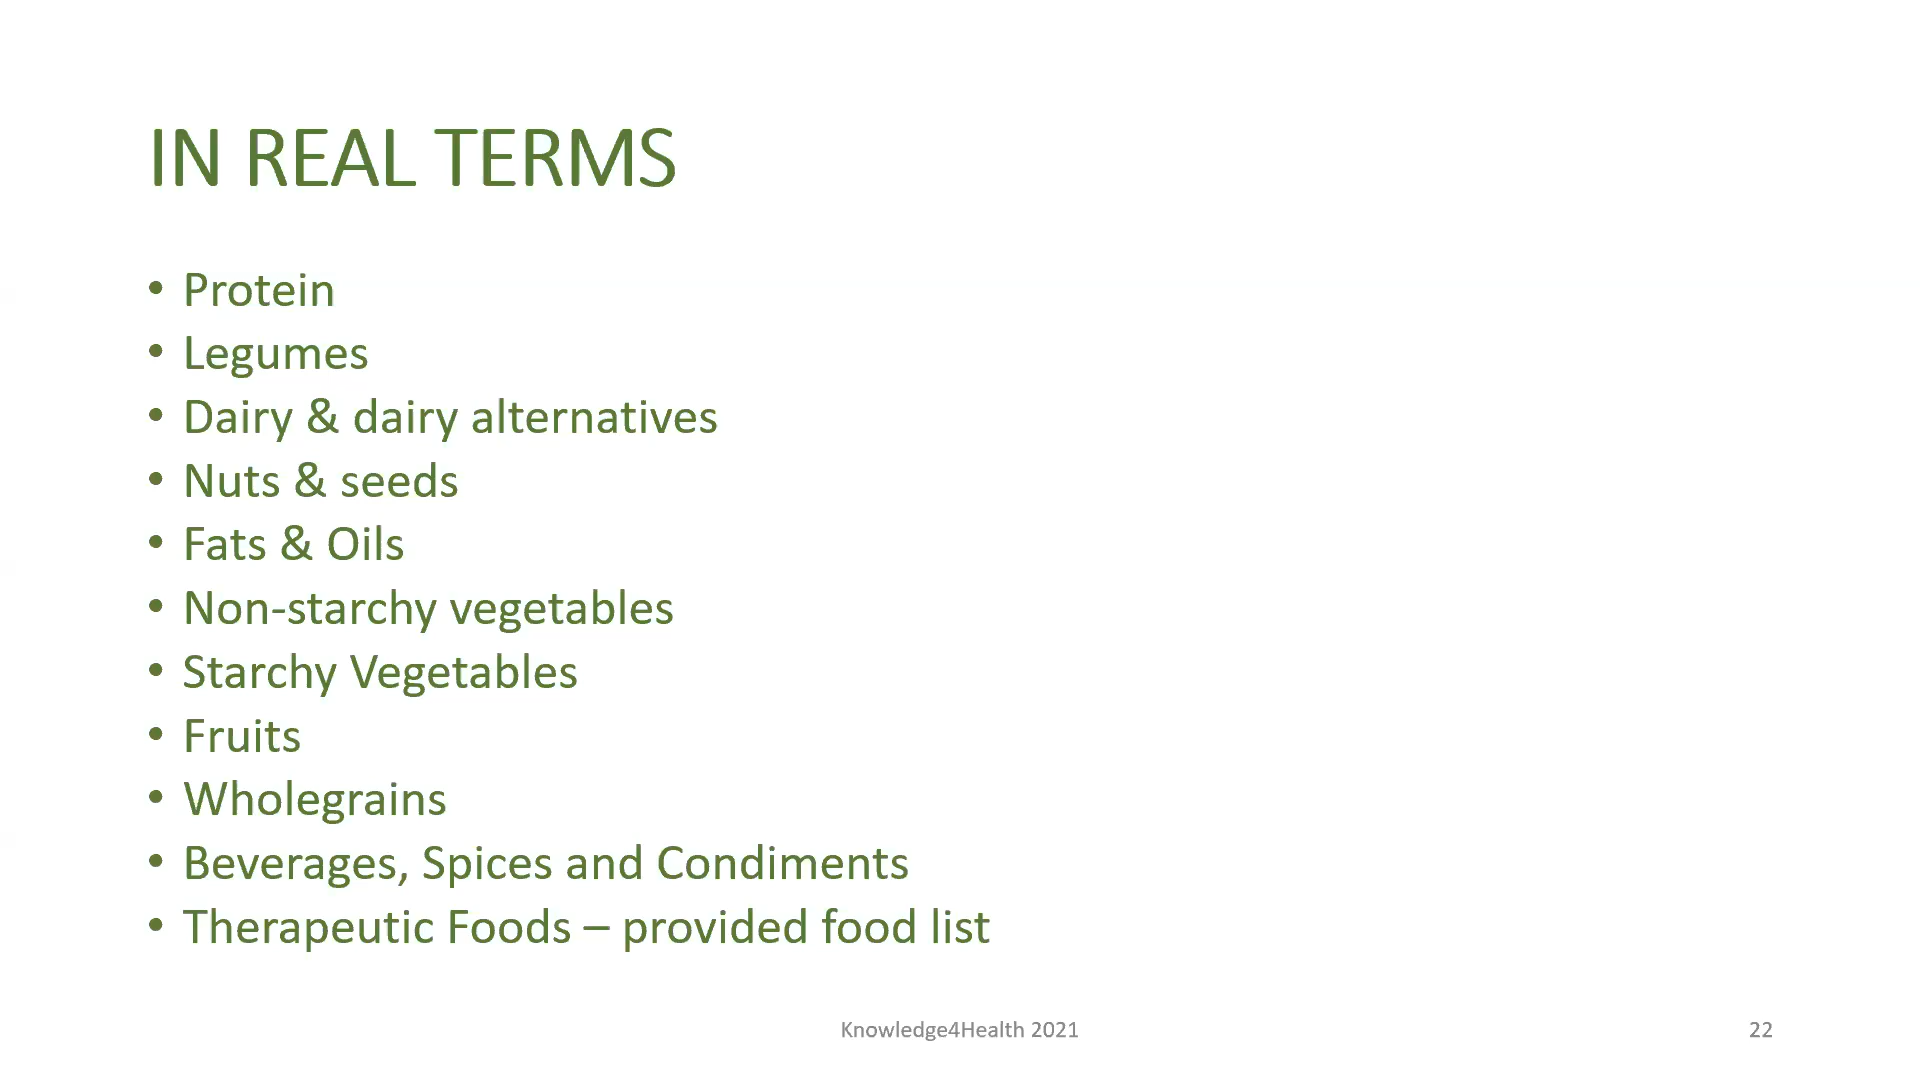 IN REAL TERMS
• Protein
• Legumes
• Dairy & dairy alternatives
• Nuts & seeds
• Fats & Oils
• Non-starchy vegetables
• Starchy Vegetables
• Fruits
• Wholegrains
• Beverages, Spices and Condiments
• Therapeutic Foods – provided food list
Knowledge4Health 2021
22